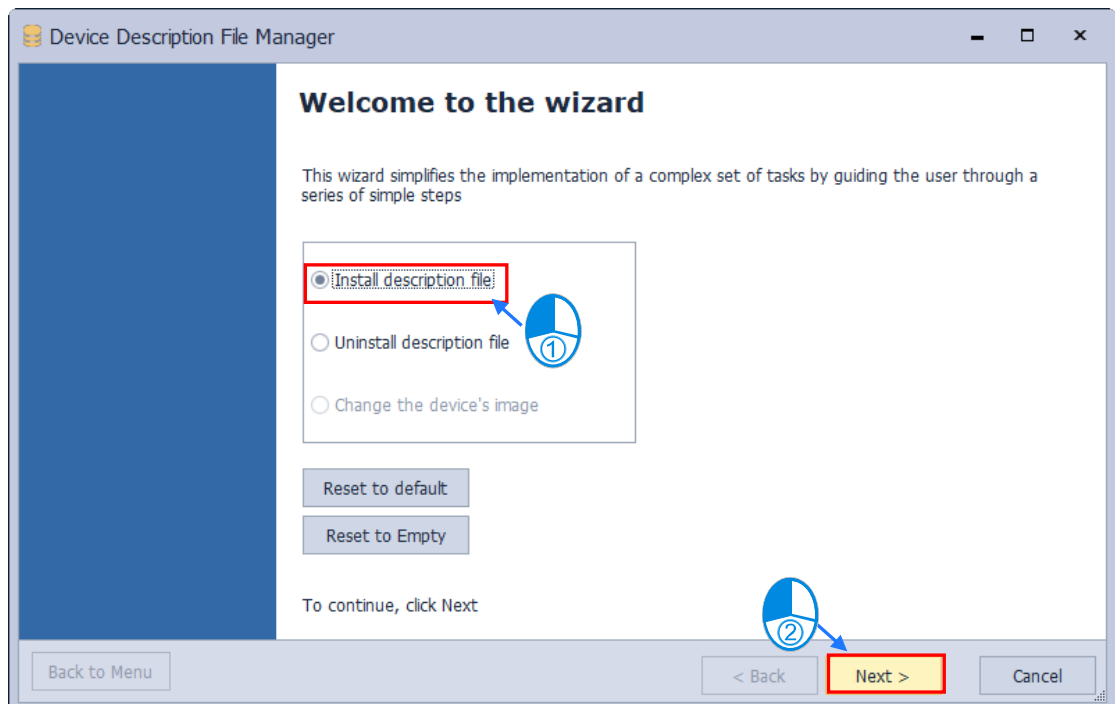 Device Description File Manager
Welcome to the wizard
This wizard simplifies the implementation of a complex set of tasks by guiding the user through a
series of simple steps
Install description file
①
Uninstall description file
Change the device's image
Reset to default
Reset to Empty
To continue, click Next
②
Back to Menu
< Back
Next >
Cancel